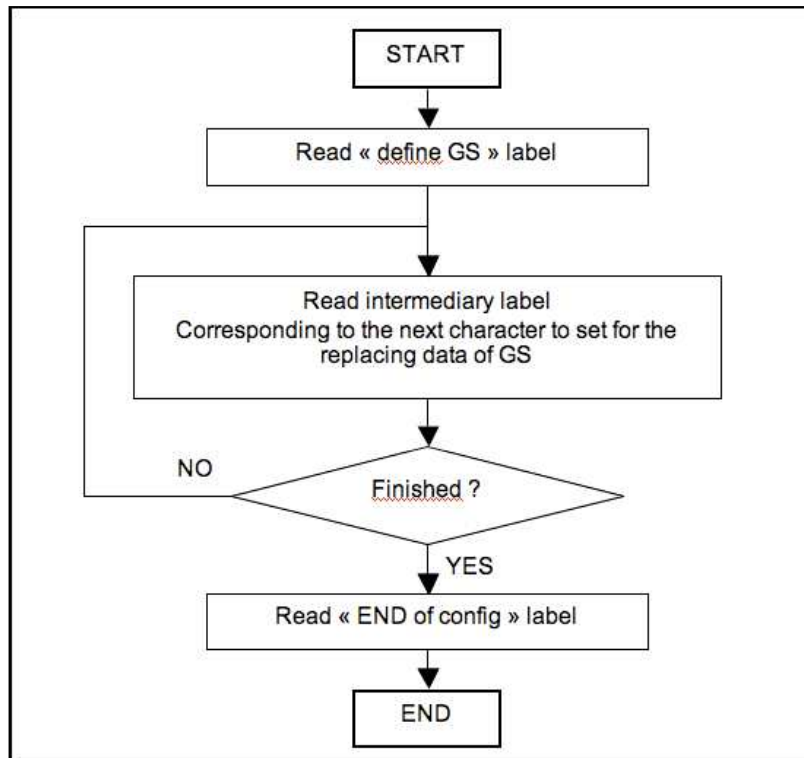 START
Read « define GS » label
Read intermediary label
Corresponding to the next character to set for the
replacing data of GS
NO
Finished ?
YES
Read « END of config » label
END